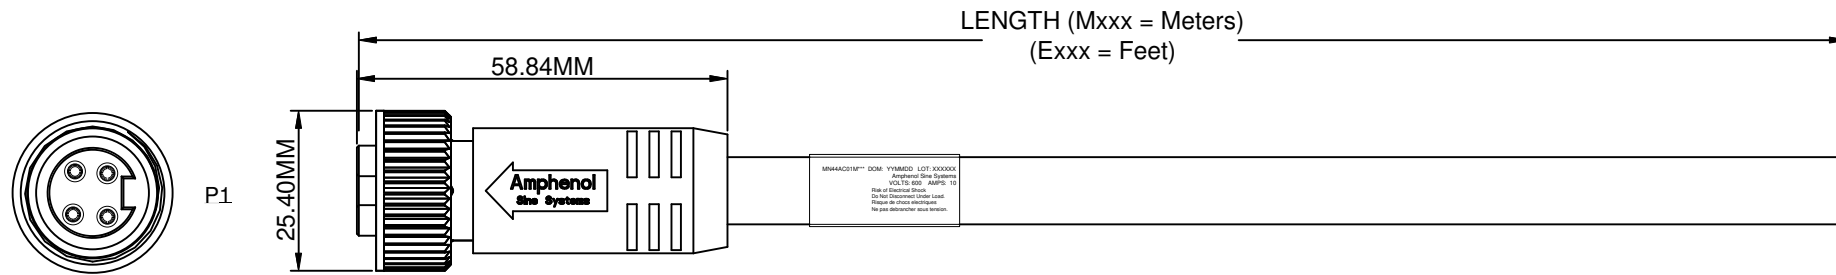 LENGTH (Mxxx = Meters)
(Exxx = Feet)
58.84MM
25.40MM
P1
Amphenol
Sine Systems
MN44AC01M*** DOM: YYMMDD LOT: XXXXXX
Amphenol Sine Systems
VOLTS: 600 AMPS: 10
Risk of Electrical Shock
Do Not Disconnect Under Load.
Risque de chocs electriques
Ne pas debrancher sous tension.